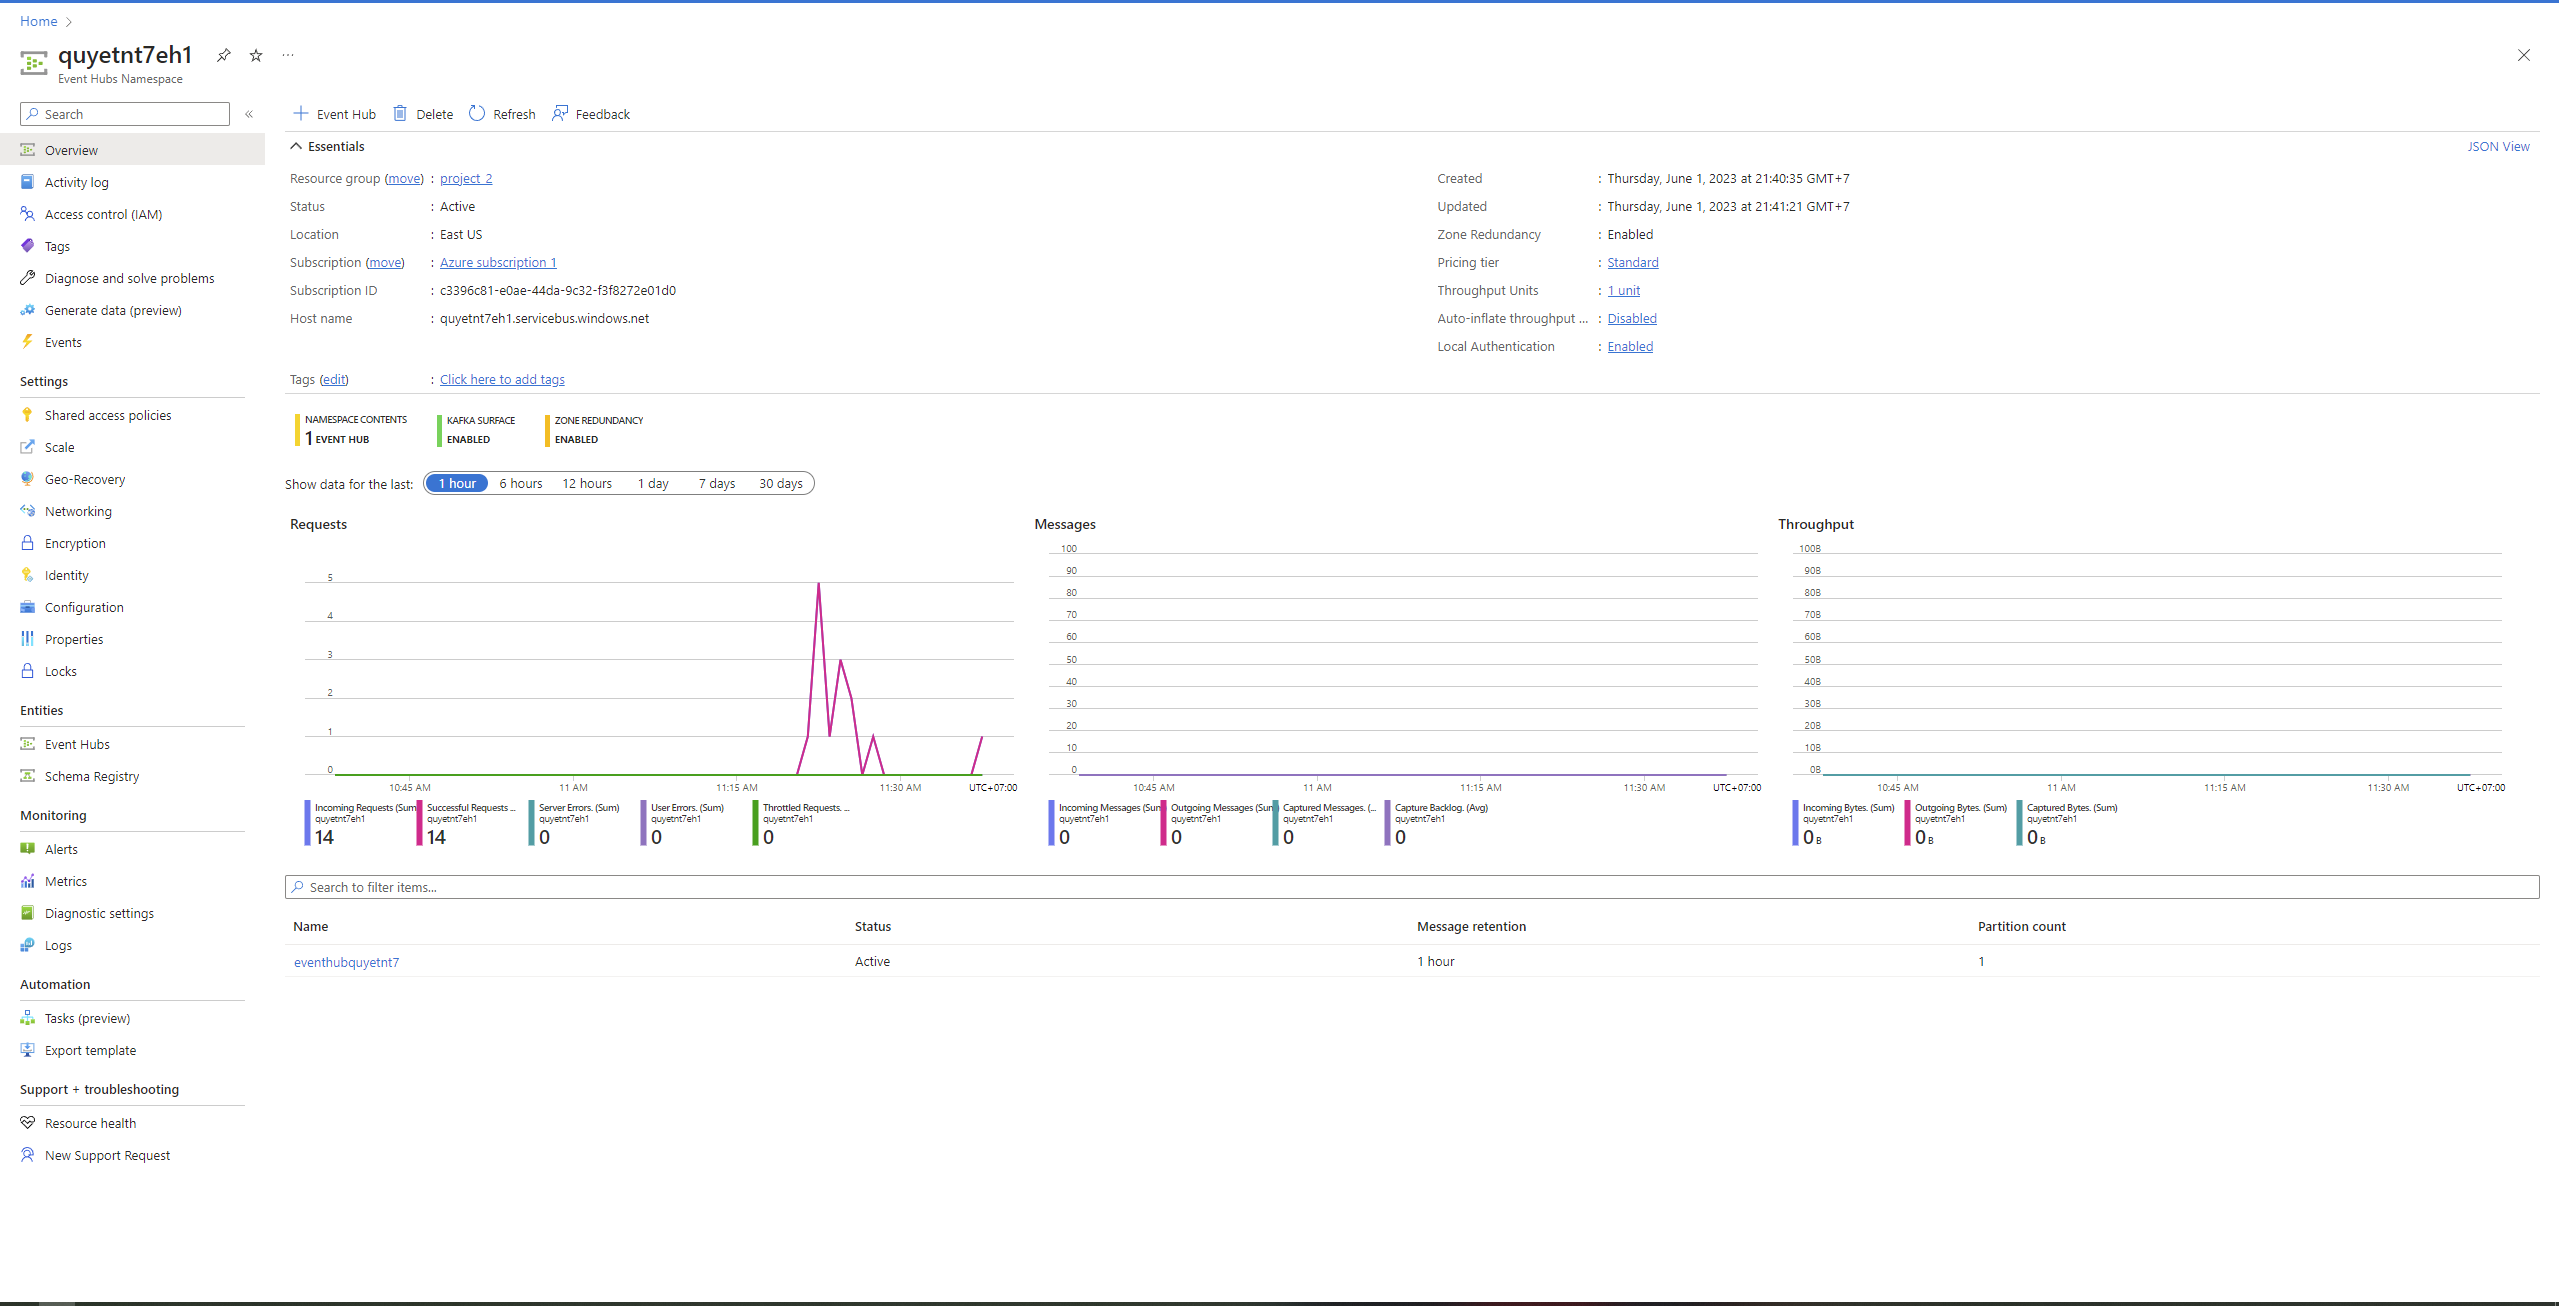 Home
quyetnt7eh1
Event Hubs Namespace
Search
Overview
Activity log
Access control (IAM)
Tags
Diagnose and solve problems
Generate data (preview)
Events
Settings
Shared access policies
Scale
Geo-Recovery
Networking
Encryption
Identity
Configuration
Properties
Locks
Entities
Event Hubs
Schema Registry
Monitoring
Alerts
Metrics
Diagnostic settings
Logs
Automation
Tasks (preview)
Export template
Support + troubleshooting
Resource health
New Support Request
Event Hub Delete Refresh Feedback
Essentials JSON View
Resource group (move) : project_2
Status : Active
Location : East US
Subscription (move) : Azure subscription 1
Subscription ID : c3396c81-e0ae-44da-9c32-f3f8272e01d0
Host name : quyetnt7eh1.servicebus.windows.net
Created : Thursday, June 1, 2023 at 21:40:35 GMT+7
Updated : Thursday, June 1, 2023 at 21:41:21 GMT+7
Zone Redundancy : Enabled
Pricing tier : Standard
Throughput Units : 1 unit
Auto-inflate throughput ... : Disabled
Local Authentication : Enabled
Tags (edit) : Click here to add tags
NAMESPACE CONTENTS
1 EVENT HUB
KAFKA SURFACE
ENABLED
ZONE REDUNDANCY
ENABLED
Show data for the last: 1 hour 6 hours 12 hours 1 day 7 days 30 days
Requests
5
4
3
2
1
0
10:45 AM 11 AM 11:15 AM 11:30 AM UTC+07:00
Incoming Requests (Sum
quyetnt7eh1
14
Successful Requests ...
quyetnt7eh1
14
Server Errors. (Sum)
quyetnt7eh1
0
User Errors. (Sum)
quyetnt7eh1
0
Throttled Requests. ...
quyetnt7eh1
0
Messages
100
90
80
70
60
50
40
30
20
10
0
10:45 AM 11 AM 11:15 AM 11:30 AM UTC+07:00
Incoming Messages (Sum
quyetnt7eh1
0
Outgoing Messages (Sum
quyetnt7eh1
0
Captured Messages. (...
quyetnt7eh1
0
Capture Backlog. (Avg)
quyetnt7eh1
0
Throughput
100B
90B
80B
70B
60B
50B
40B
30B
20B
10B
0B
10:45 AM 11 AM 11:15 AM 11:30 AM UTC+07:00
Incoming Bytes. (Sum)
quyetnt7eh1
0 B
Outgoing Bytes. (Sum)
quyetnt7eh1
0 B
Captured Bytes. (Sum)
quyetnt7eh1
0 B
Search to filter items...
Name Status Message retention Partition count
eventhubquyetnt7 Active 1 hour 1